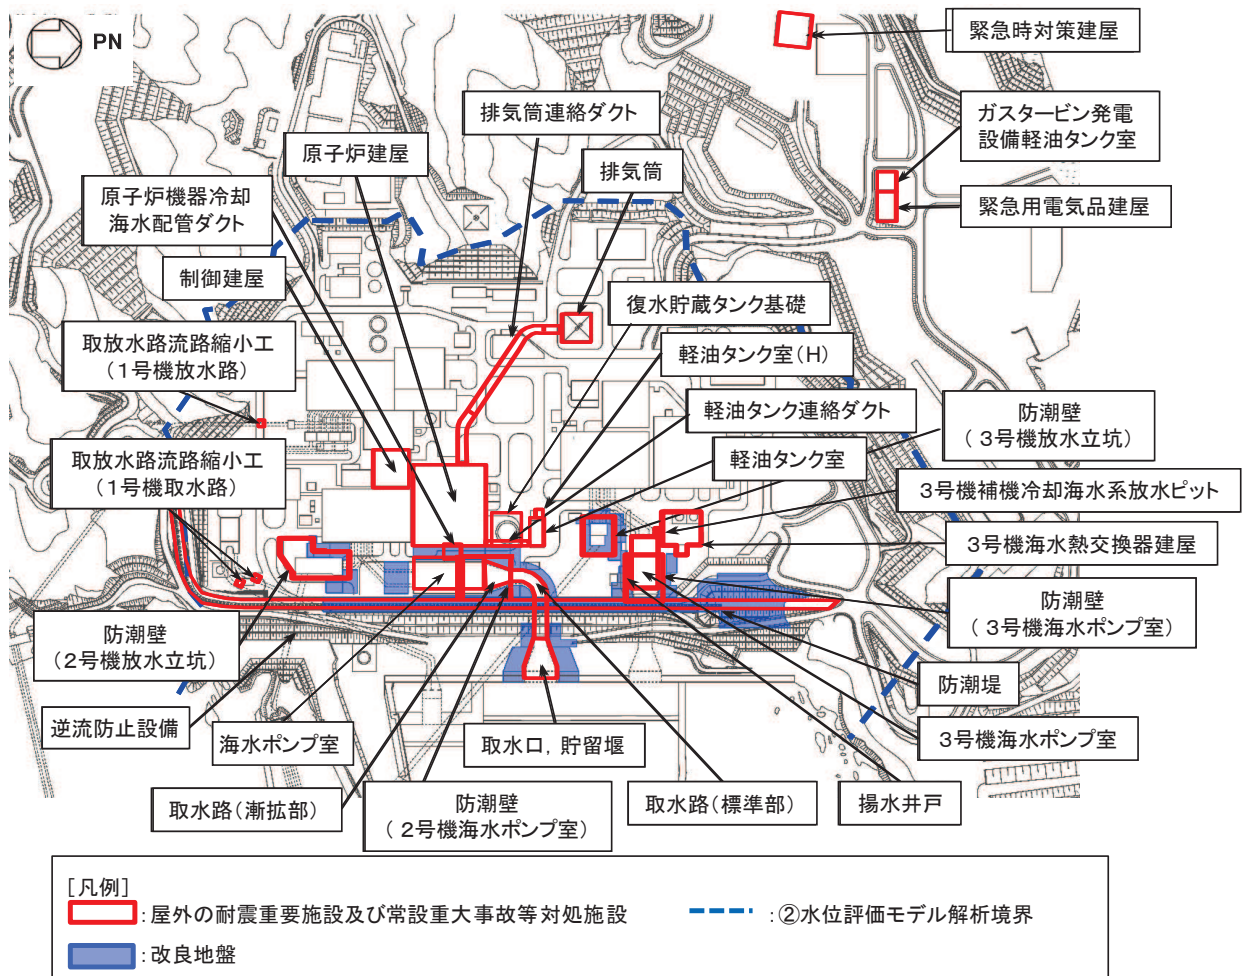 PN
緊急時対策建屋
排気筒連絡ダクト
ガスタービン発電
設備軽油タンク室
原子炉建屋
排気筒
原子炉機器冷却
海水配管ダクト
緊急用電気品建屋
制御建屋
復水貯蔵タンク基礎
取放水路流路縮小工
(1号機放水路)
軽油タンク室(H)
軽油タンク連絡ダクト
防潮壁
(3号機放水立坑)
取放水路流路縮小工
(1号機取水路)
軽油タンク室
3号機補機冷却海水系放水ピット
3号機海水熱交換器建屋
防潮壁
(3号機海水ポンプ室)
防潮壁
(2号機放水立坑)
防潮堤
逆流防止設備
海水ポンプ室
取水口，貯留堰
3号機海水ポンプ室
取水路(漸拡部)
防潮壁
(2号機海水ポンプ室)
取水路(標準部)
揚水井戸
[凡例]
:屋外の耐震重要施設及び常設重大事故等対処施設
:②水位評価モデル解析境界
:改良地盤